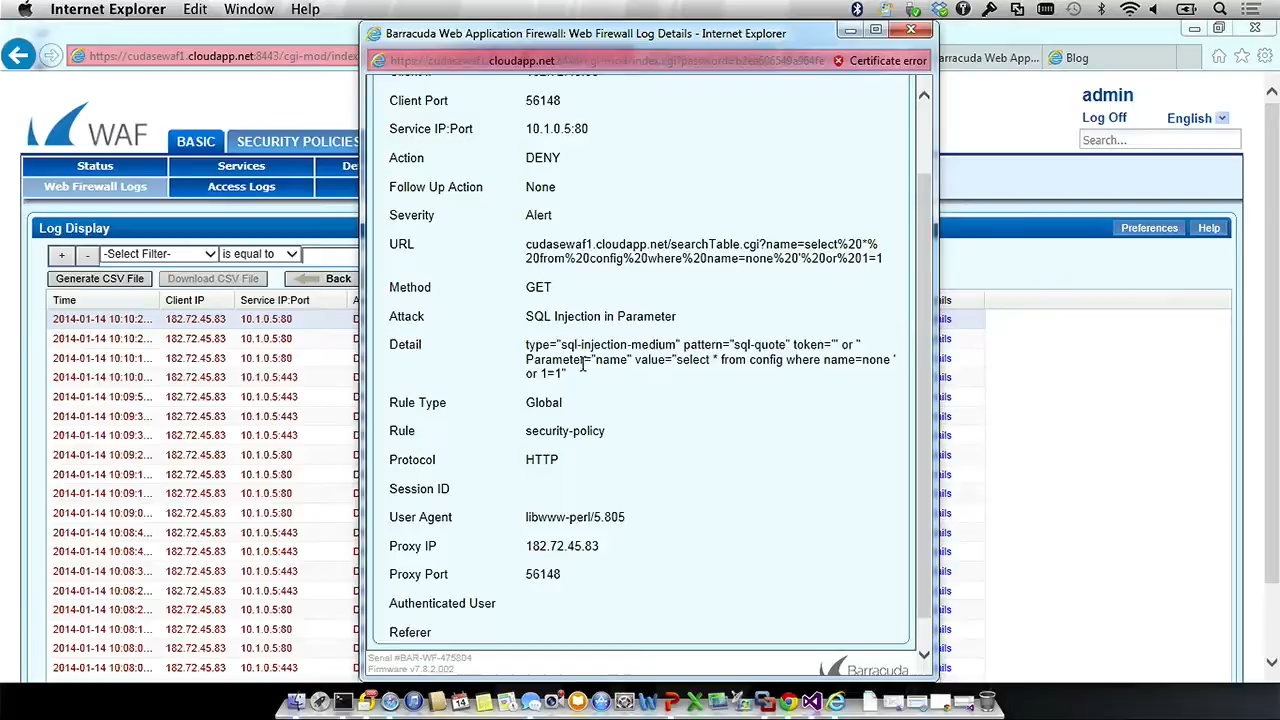 Internet Explorer Edit Window Help
Barracuda Web Application Firewall: Web Firewall Log Details - Internet Explorer
https://cudasewaf1.cloudapp.net:8443/cgi-mod/index
cloudapp.net
Certificate error
arracuda Web App...
Blog
WAF
BASIC
SECURITY POLICIES
admin
Log Off
English
Search...
Status
Services
De
Web Firewall Logs
Access Logs
Log Display
Preferences
Help
+
-
-Select Filter-
is equal to
Generate CSV File
Download CSV File
Back
Time Client IP Service IP:Port
2014-01-14 10:10:2... 182.72.45.83 10.1.0.5:80
2014-01-14 10:10:2... 182.72.45.83 10.1.0.5:80
2014-01-14 10:10:1... 182.72.45.83 10.1.0.5:80
2014-01-14 10:10:0... 182.72.45.83 10.1.0.5:443
2014-01-14 10:09:5... 182.72.45.83 10.1.0.5:443
2014-01-14 10:09:3... 182.72.45.83 10.1.0.5:443
2014-01-14 10:09:3... 182.72.45.83 10.1.0.5:443
2014-01-14 10:09:2... 182.72.45.83 10.1.0.5:80
2014-01-14 10:09:1... 182.72.45.83 10.1.0.5:80
2014-01-14 10:09:1... 182.72.45.83 10.1.0.5:80
2014-01-14 10:09:0... 182.72.45.83 10.1.0.5:80
2014-01-14 10:08:4... 182.72.45.83 10.1.0.5:443
2014-01-14 10:08:3... 182.72.45.83 10.1.0.5:443
2014-01-14 10:08:2... 182.72.45.83 10.1.0.5:443
2014-01-14 10:08:2... 182.72.45.83 10.1.0.5:443
2014-01-14 10:08:2... 182.72.45.83 10.1.0.5:80
2014-01-14 10:08:1... 182.72.45.83 10.1.0.5:80
2014-01-14 10:08:0... 182.72.45.83 10.1.0.5:80
2014-01-14 10:08:0... 182.72.45.83 10.1.0.5:443
Client Port 56148
Service IP:Port 10.1.0.5:80
Action DENY
Follow Up Action None
Severity Alert
URL cudasewaf1.cloudapp.net/searchTable.cgi?name=select%20*%
20from%20config%20where%20name=none%20'%20or%201=1
Method GET
Attack SQL Injection in Parameter
Detail type="sql-injection-medium" pattern="sql-quote" token="' or "
Parameter="name" value="select * from config where name=none '
or 1=1"
Rule Type Global
Rule security-policy
Protocol HTTP
Session ID
User Agent libwww-perl/5.805
Proxy IP 182.72.45.83
Proxy Port 56148
Authenticated User
Referer
Serial #BAR-WF-475804
Firmware v7.8.2.002
Barracuda